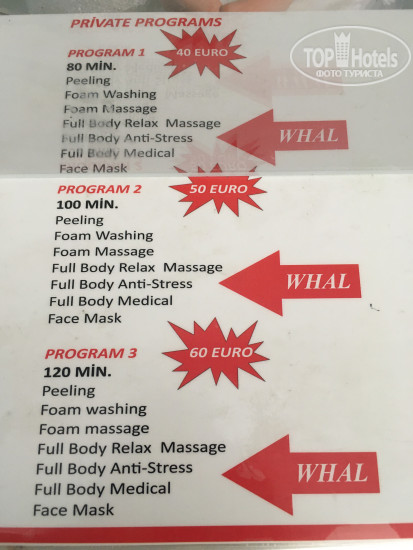 PRİVATE PROGRAMS
TOP Hotels
ФОТО ТУРИСТА
PROGRAM 1
40 EURO
80 MİN.
Peeling
Foam Washing
Foam Massage
Full Body Relax Massage
Full Body Anti-Stress
WHAL
Full Body Medical
Face Mask
PROGRAM 2
50 EURO
100 MİN.
Peeling
Foam Washing
Foam Massage
Full Body Relax Massage
Full Body Anti-Stress
WHAL
Full Body Medical
Face Mask
PROGRAM 3
60 EURO
120 MİN.
Peeling
Foam washing
Foam massage
Full Body Relax Massage
Full Body Anti-Stress
WHAL
Full Body Medical
Face Mask